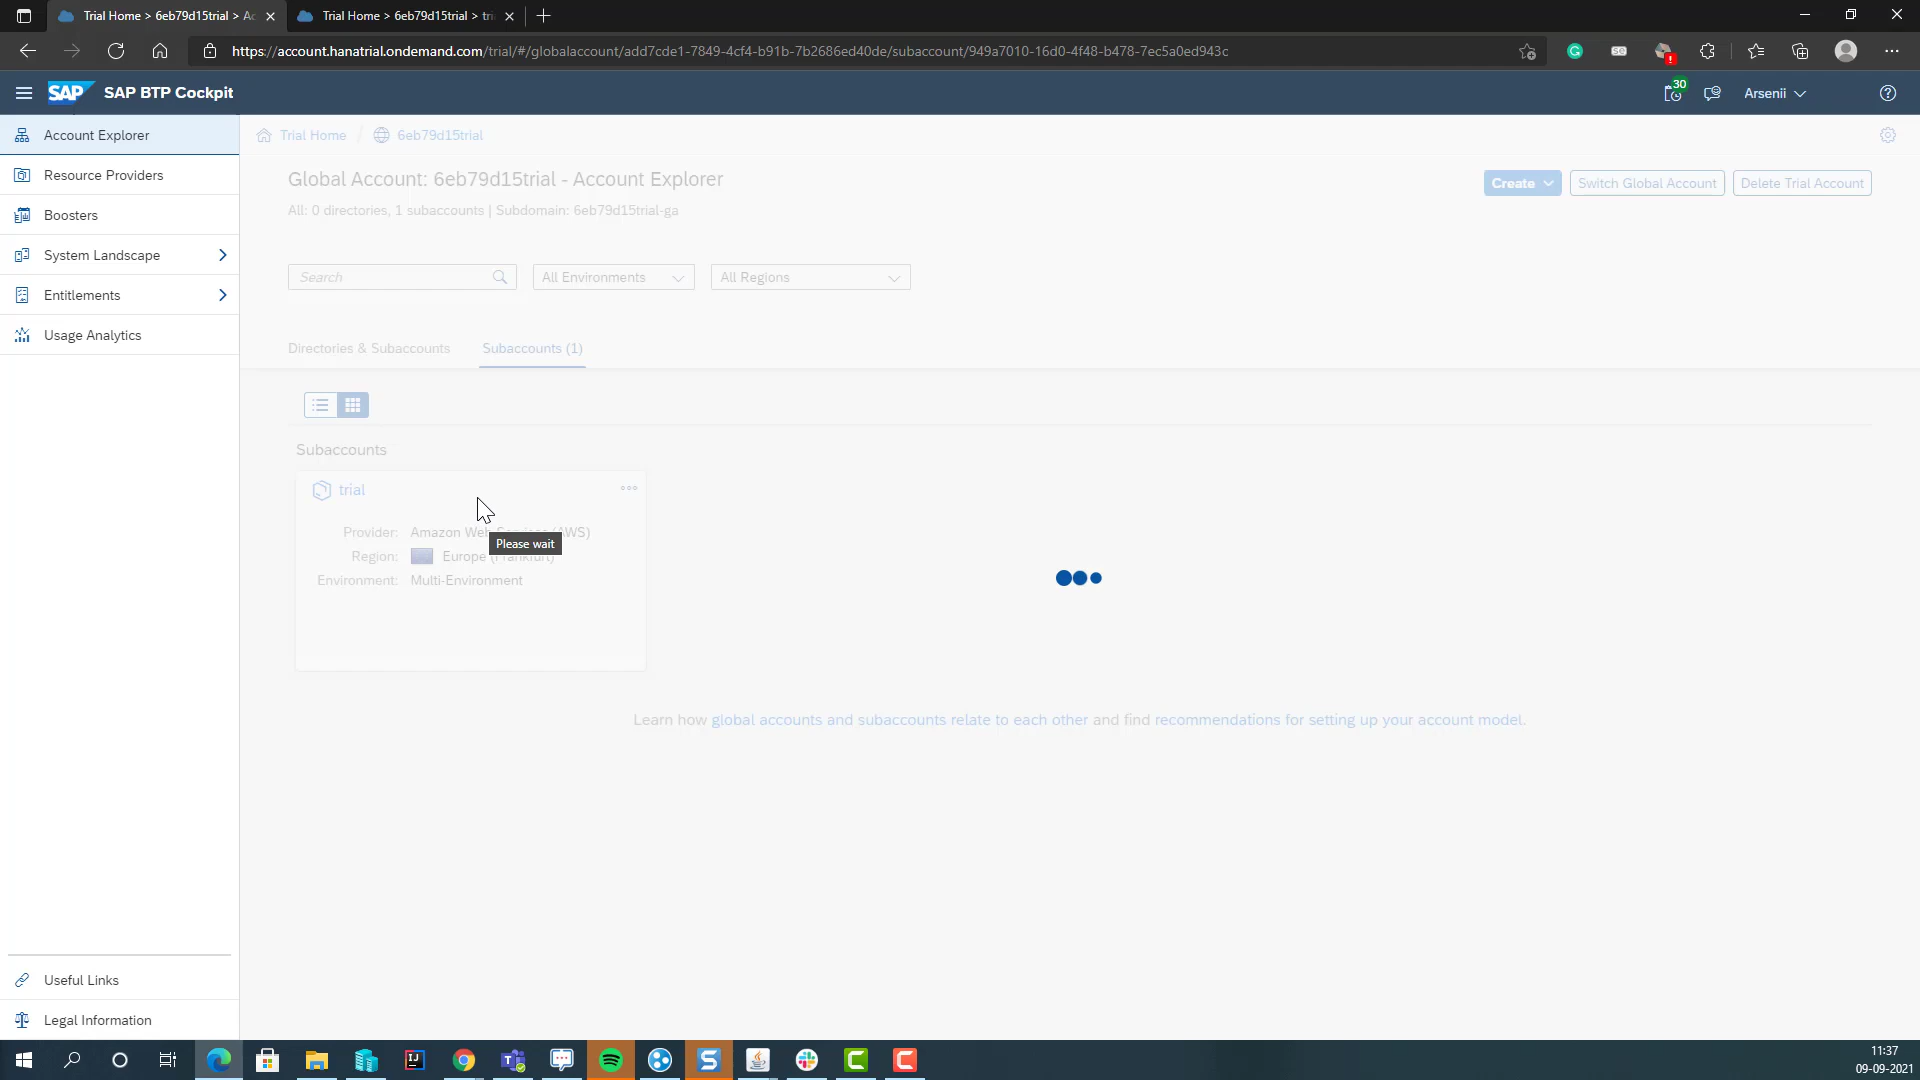 Trial Home > 6eb79d15trial > Ac
Trial Home > 6eb79d15trial > tri
https://account.hanatrial.ondemand.com/trial/#/globalaccount/add7cde1-7849-4cf4-b91b-7b2686ed40de/subaccount/949a7010-16d0-4f48-b478-7ec5a0ed943c
SAP SAP BTP Cockpit
30
Arsenii
Account Explorer
Resource Providers
Boosters
System Landscape
Entitlements
Usage Analytics
Useful Links
Legal Information
Trial Home / 6eb79d15trial
Global Account: 6eb79d15trial - Account Explorer
All: 0 directories, 1 subaccounts | Subdomain: 6eb79d15trial-ga
Create
Switch Global Account
Delete Trial Account
Search
All Environments
All Regions
Directories & Subaccounts
Subaccounts (1)
Subaccounts
trial
Provider: Amazon Web Services (AWS)
Please wait
Region: Europe (Frankfurt)
Environment: Multi-Environment
Learn how global accounts and subaccounts relate to each other and find recommendations for setting up your account model.
11:37
09-09-2021